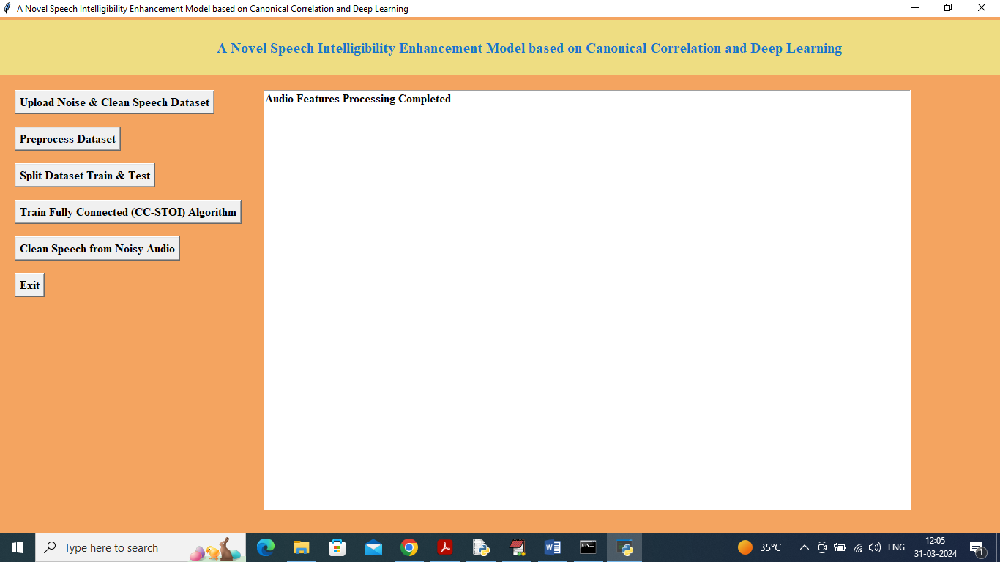 A Novel Speech Intelligibility Enhancement Model based on Canonical Correlation and Deep Learning
A Novel Speech Intelligibility Enhancement Model based on Canonical Correlation and Deep Learning
Upload Noise & Clean Speech Dataset
Audio Features Processing Completed
Preprocess Dataset
Split Dataset Train & Test
Train Fully Connected (CC-STOI) Algorithm
Clean Speech from Noisy Audio
Exit
Type here to search
35°C
ENG
12:05
31-03-2024
1